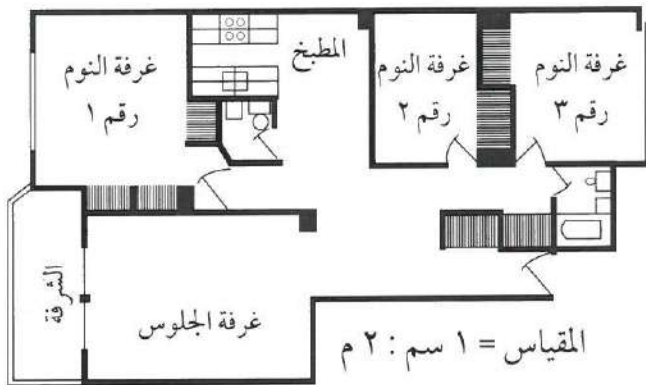 غرفة النوم
رقم ١
المطبخ
غرفة النوم
رقم ٢
غرفة النوم
رقم ٣
الشرفة
غرفة الجلوس
المقياس = ١ سم : ٢ م